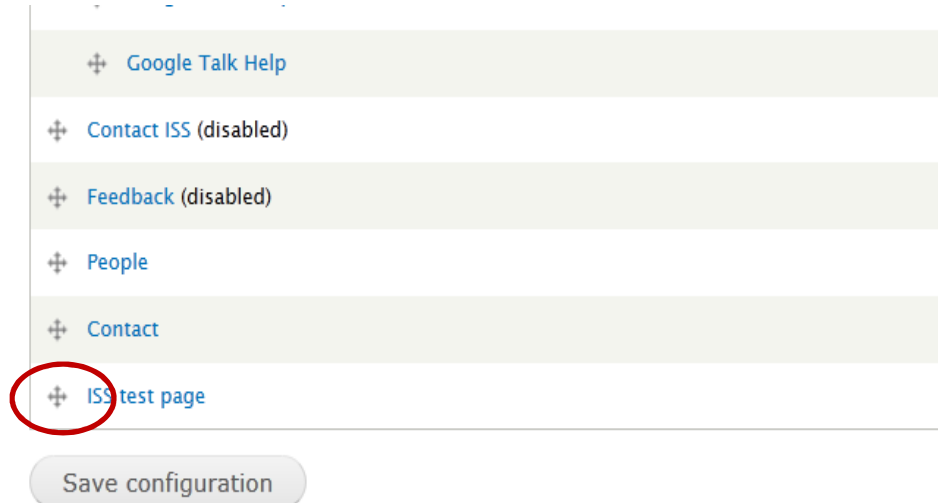 Google Talk Help
Contact ISS (disabled)
Feedback (disabled)
People
Contact
ISS test page
Save configuration